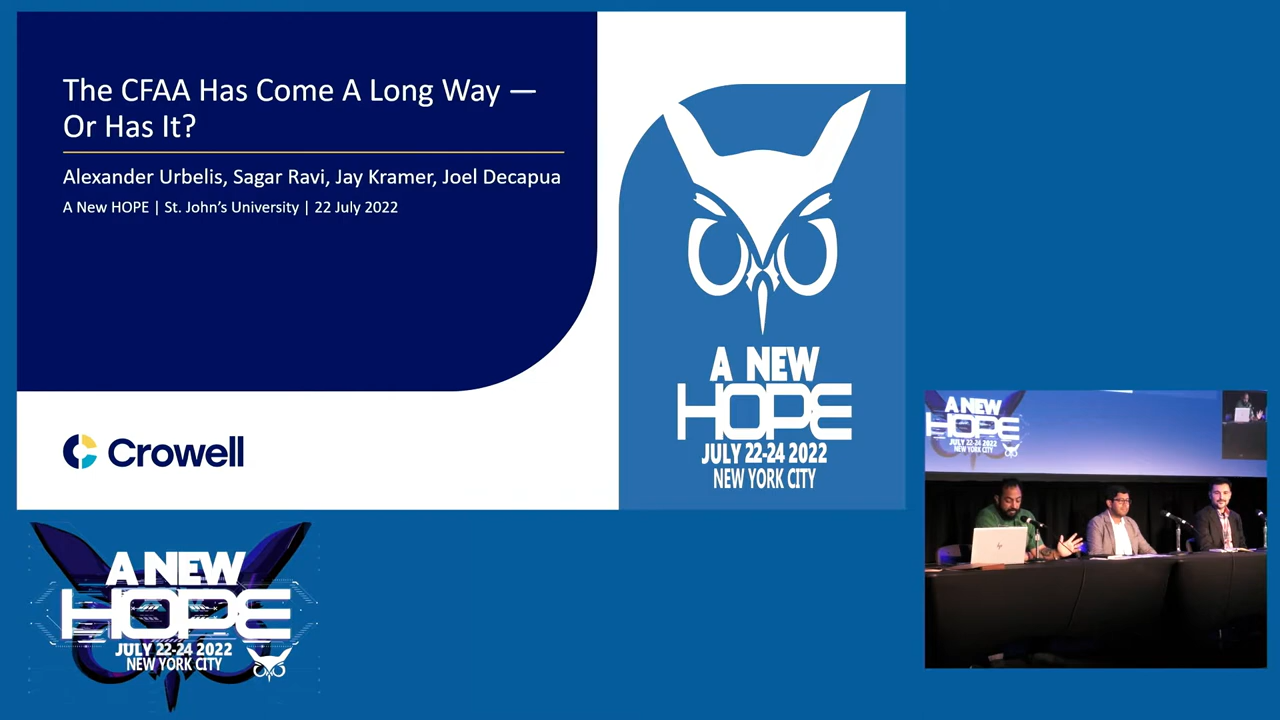 The CFAA Has Come A Long Way —
Or Has It?
Alexander Urbelis, Sagar Ravi, Jay Kramer, Joel Decapua
A New HOPE | St. John's University | 22 July 2022
Crowell
A NEW
HOPE
JULY 22-24 2022
NEW YORK CITY
A NEW
HOPE
JULY 22-24 2022
NEW YORK CITY
A NEW
HOPE
JULY 22-24 2022
NEW YORK CITY